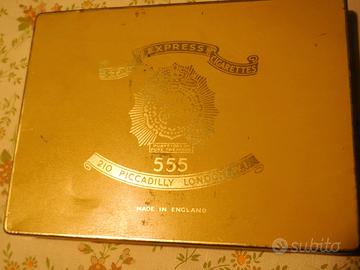 EXPRESS
CIGARETTES
555
210 PICCADILLY LONDON
MADE IN ENGLAND
subito